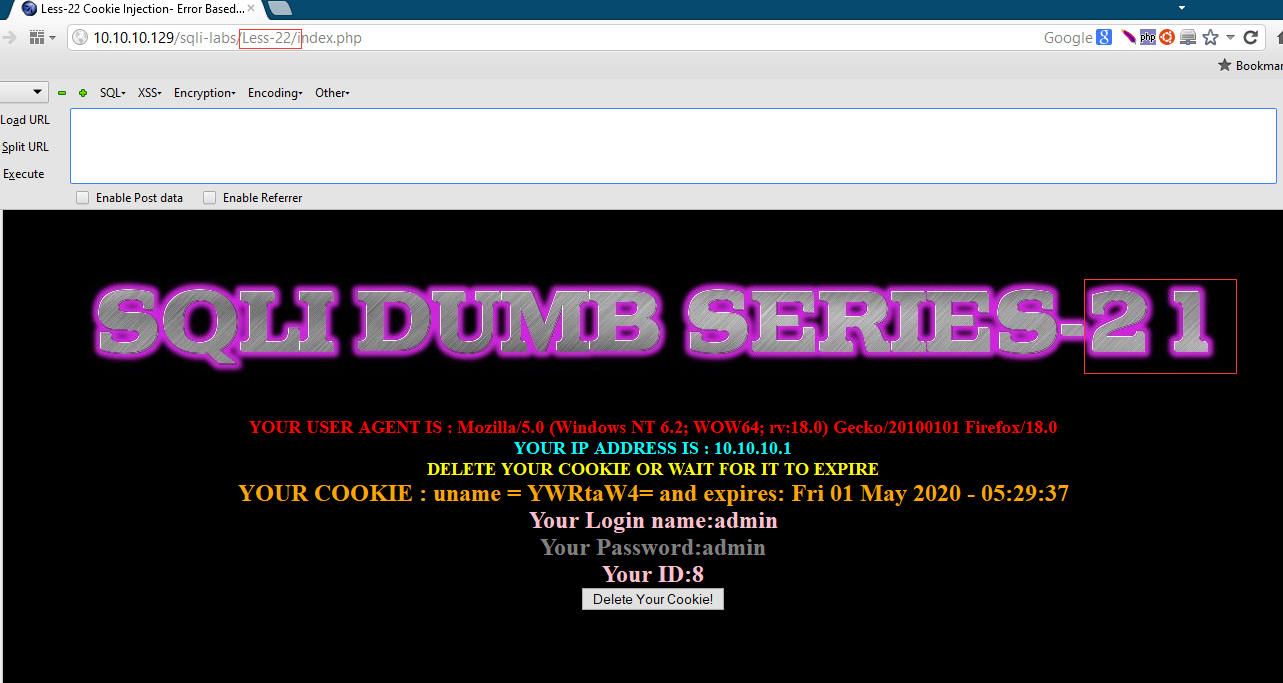 Less-22 Cookie Injection- Error Based...
10.10.10.129/sqli-labs/Less-22/index.php
Google
php
Bookmar
SQL XSS Encryption Encoding Other
Load URL
Split URL
Execute
Enable Post data Enable Referrer
SQLI DUMB SERIES-21
YOUR USER AGENT IS : Mozilla/5.0 (Windows NT 6.2; WOW64; rv:18.0) Gecko/20100101 Firefox/18.0
YOUR IP ADDRESS IS : 10.10.10.1
DELETE YOUR COOKIE OR WAIT FOR IT TO EXPIRE
YOUR COOKIE : uname = YWRtaW4= and expires: Fri 01 May 2020 - 05:29:37
Your Login name:admin
Your Password:admin
Your ID:8
Delete Your Cookie!